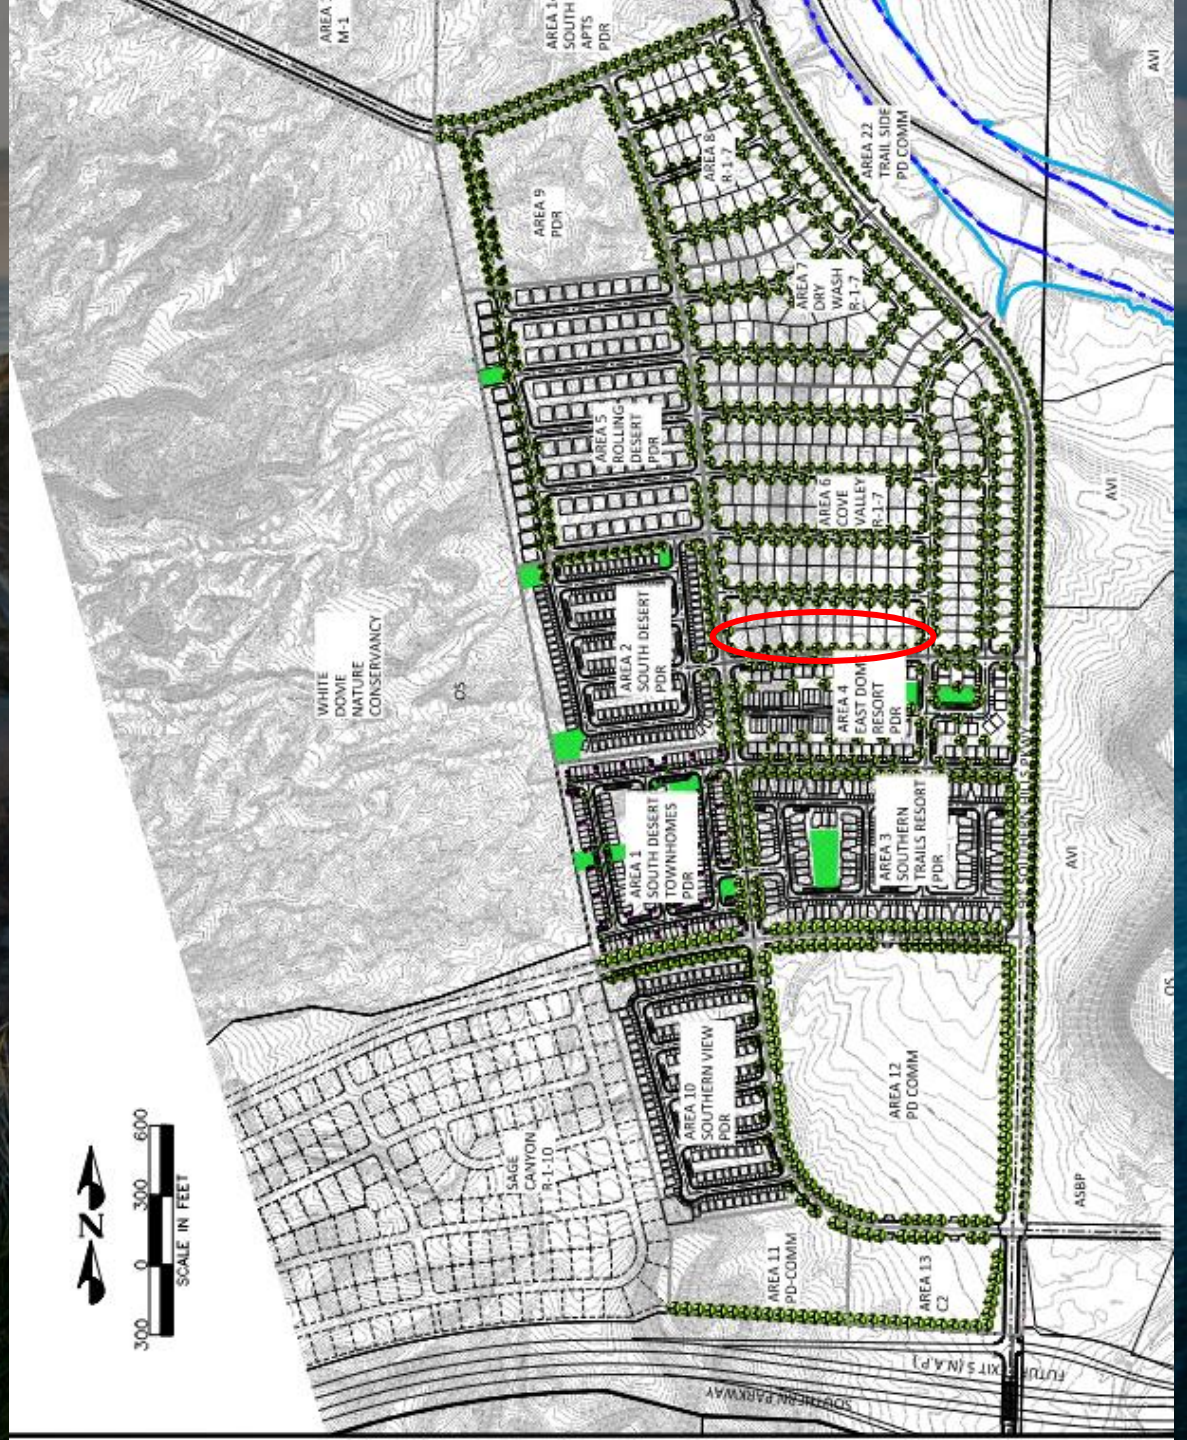 AREA
M-1
AREA 1
SOUTH
APTS
PDR
AREA 8
R-1-7
AREA 22
TRAIL SIDE
PD COMM
AVI
AREA 9
PDR
AREA 7
DRY
WASH
R-1-7
AREA 5
ROLLING
DESERT
PDR
AREA 6
COVE
VALLEY
R-1-7
AVI
WHITE
DOME
NATURE
CONSERVANCY
OS
AREA 2
SOUTH DESERT
PDR
AREA 4
EAST DOME
RESORT
PDR
AREA 1
SOUTH DESERT
TOWNHOMES
PDR
AREA 3
SOUTHERN
TRAILS RESORT
PDR
AVI
OS
AREA 10
SOUTHERN VIEW
PDR
AREA 12
PD COMM
SAGE
CANYON
R-1-10
ASBP
AREA 11
PD-COMM
AREA 13
C2
N
300 0 300 600
SCALE IN FEET
SOUTHERN PARKWAY
FUTURE EXIT 5 (N.A.P.)